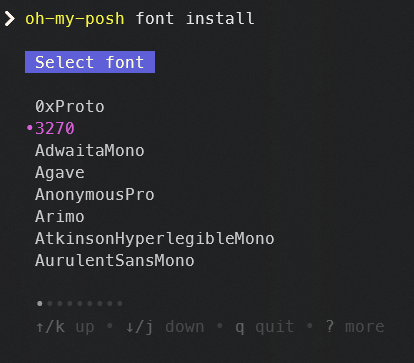 ❯ oh-my-posh font install
Select font
0xProto
•3270
AdwaitaMono
Agave
AnonymousPro
Arimo
AtkinsonHyperlegibleMono
AurulentSansMono
•••••••••
↑/k up • ↓/j down • q quit • ? more